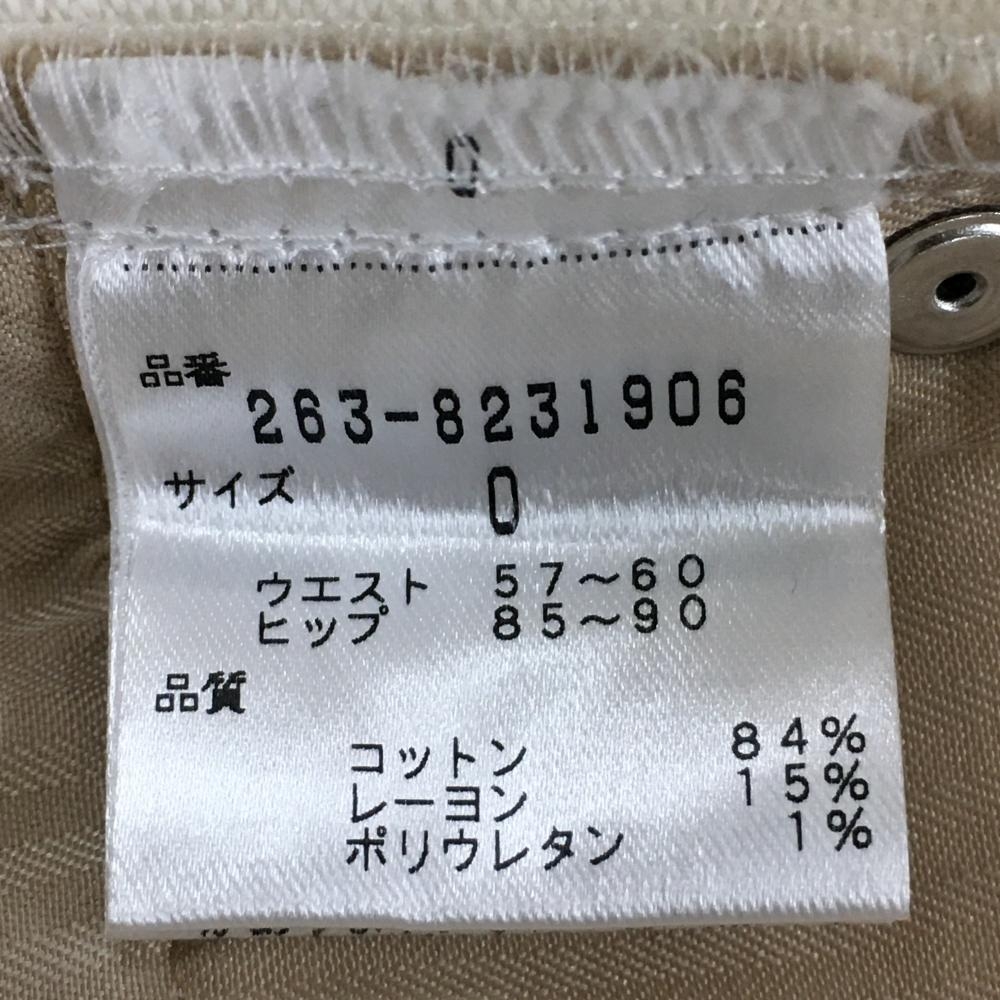 0
品番
263-8231906
サイズ 0
ウエスト 57~60
ヒップ 85~90
品質
コットン 84%
レーヨン 15%
ポリウレタン 1%